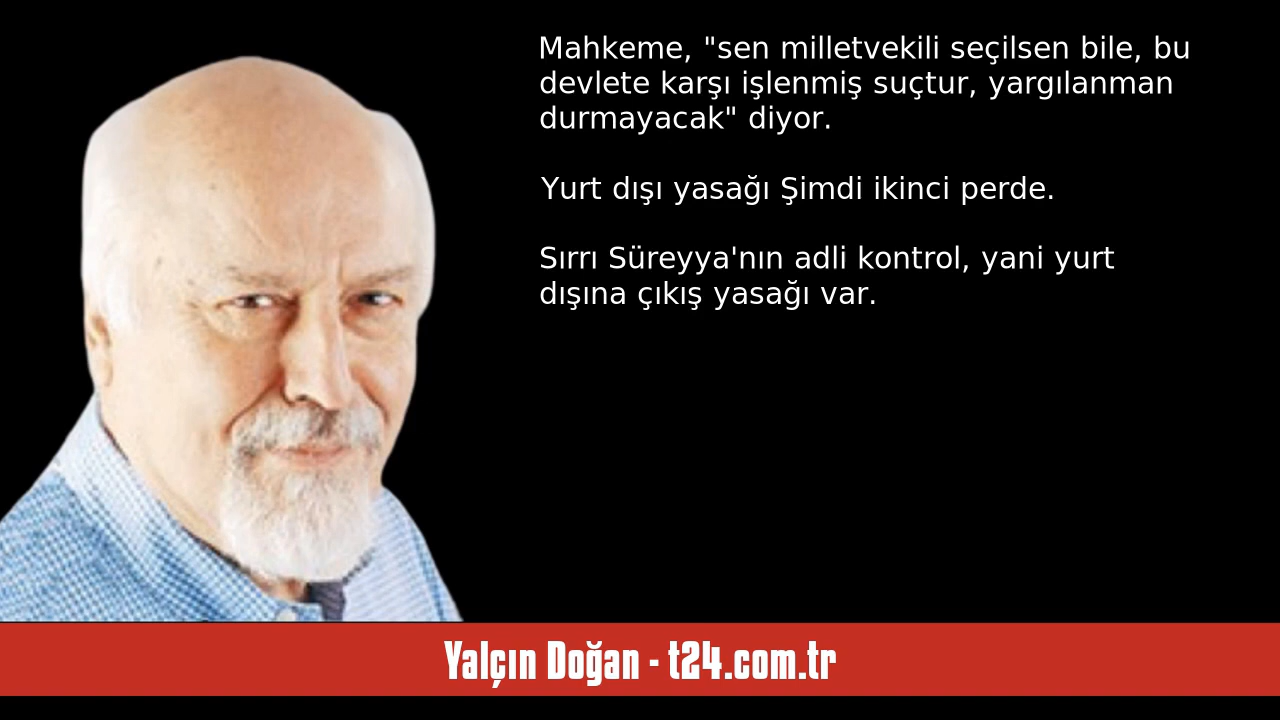 Mahkeme, "sen milletvekili seçilsen bile, bu
devlete karşı işlenmiş suçtur, yargılanman
durmayacak" diyor.
Yurt dışı yasağı Şimdi ikinci perde.
Sırrı Süreyya'nın adli kontrol, yani yurt
dışına çıkış yasağı var.
Yalçın Doğan - t24.com.tr